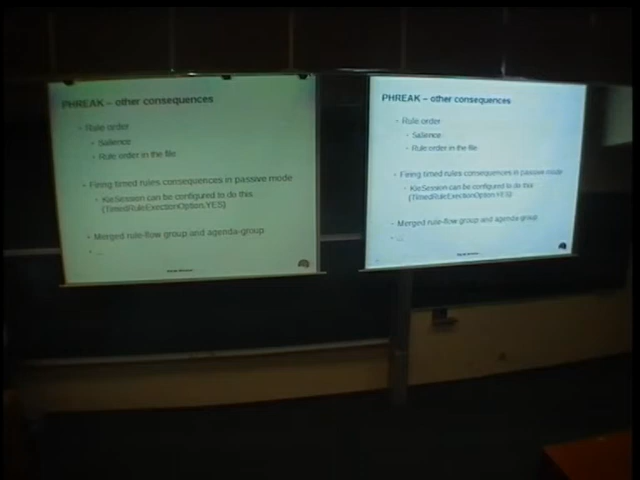 PHREAK – other consequences
Rule order
Salience
Rule order in the file
Firing timed rules consequences in passive mode
KieSession can be configured to do this
(TimedRuleExectionOption.YES)
Merged rule-flow group and agenda-group
...
PHREAK – other consequences
Rule order
Salience
Rule order in the file
Firing timed rules consequences in passive mode
KieSession can be configured to do this
(TimedRuleExectionOption.YES)
Merged rule-flow group and agenda-group
...